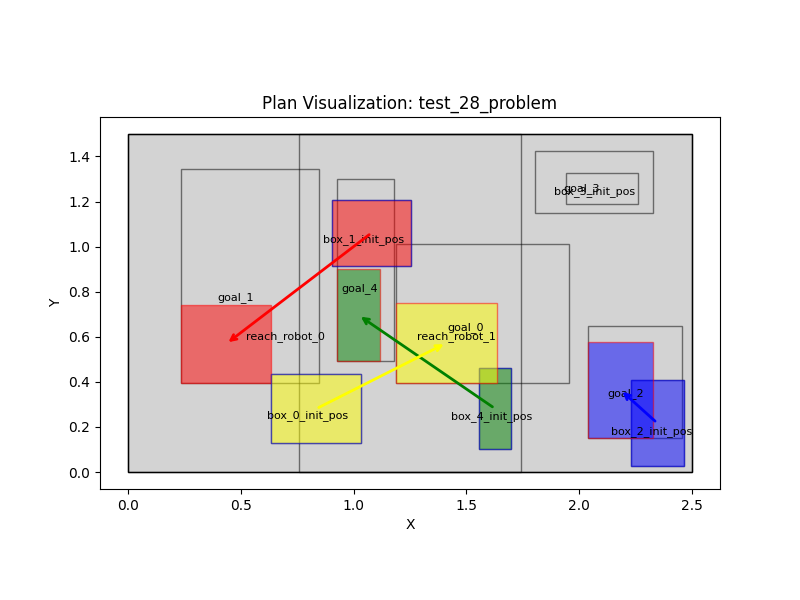 Plan Visualization: test_28_problem
Y
1.4
1.2
1.0
0.8
0.6
0.4
0.2
0.0
goal_3
box_3_init_pos
box_1_init_pos
goal_4
goal_1
goal_0
reach_robot_0
reach_robot_1
goal_2
box_0_init_pos
box_4_init_pos
box_2_init_pos
0.0
0.5
1.0
1.5
2.0
2.5
X